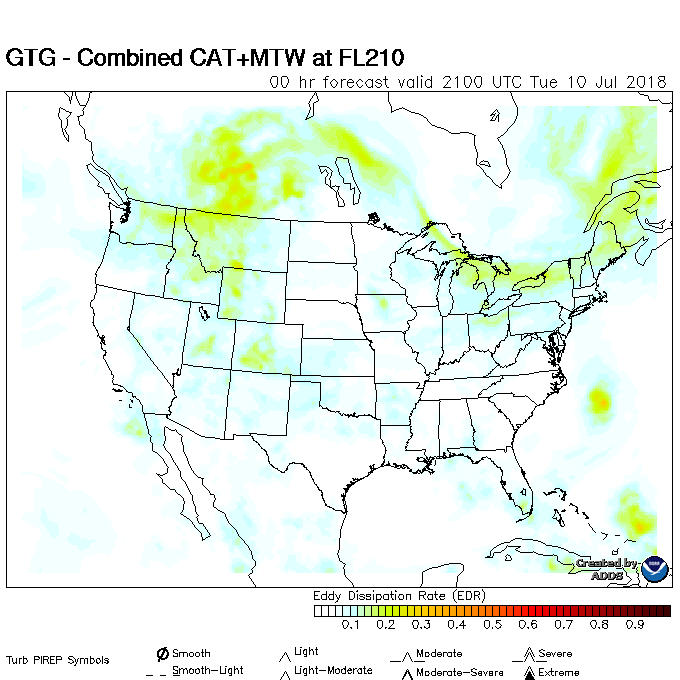 GTG - Combined CAT+MTW at FL210
00 hr forecast valid 2100 UTC Tue 10 Jul 2018
Created by
ADDS
Eddy Dissipation Rate (EDR)
0.1 0.2 0.3 0.4 0.5 0.6 0.7 0.8 0.9
Turb PIREP Symbols
Smooth Light Moderate Severe
Smooth-Light Light-Moderate Moderate-Severe Extreme